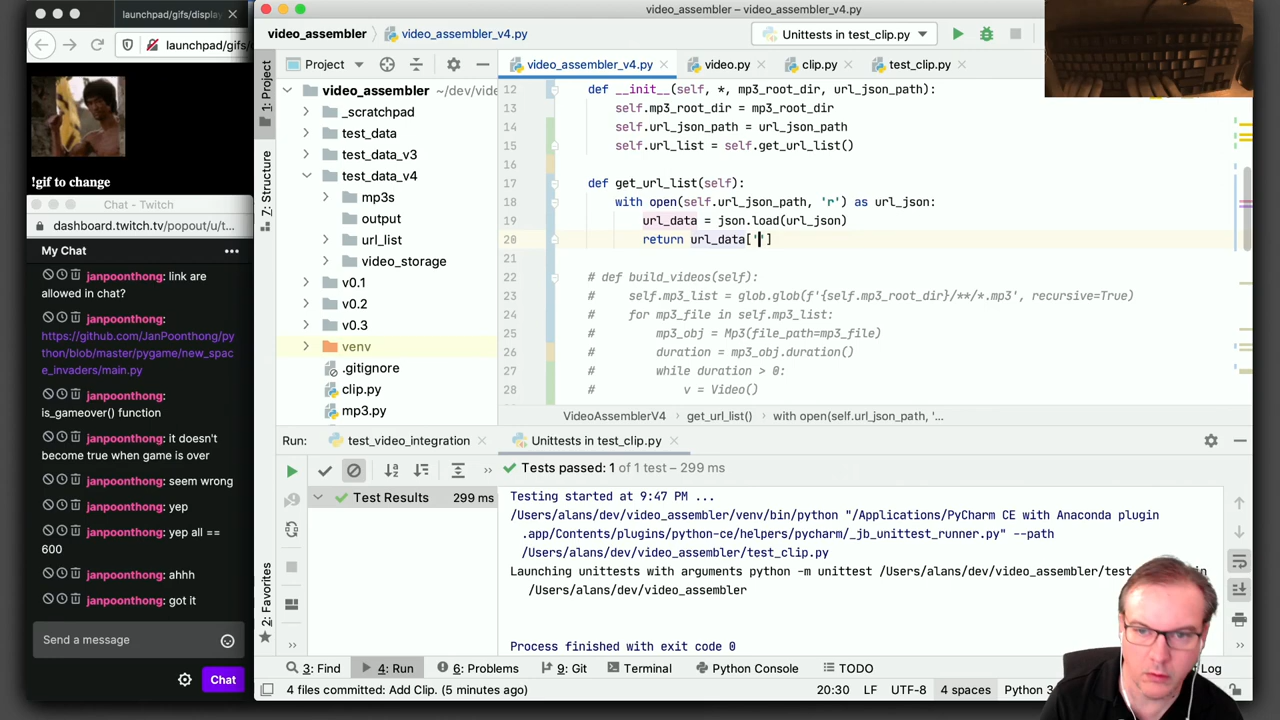 launchpad/gifs/display
launchpad/gifs/
!gif to change
Chat - Twitch
dashboard.twitch.tv/popout/u/t...
My Chat
janpoonthong: link are
allowed in chat?
janpoonthong:
https://github.com/JanPoonthong/py
thon/blob/master/pygame/new_spac
e_invaders/main.py
janpoonthong:
is_gameover() function
janpoonthong: it doesn't
become true when game is over
janpoonthong: seem wrong
janpoonthong: yep
janpoonthong: yep all ==
600
janpoonthong: ahhh
janpoonthong: got it
Send a message
Chat
video_assembler – video_assembler_v4.py
video_assembler
video_assembler_v4.py
Unittests in test_clip.py
1: Project
7: Structure
2: Favorites
Project
video_assembler ~/dev/vide
_scratchpad
test_data
test_data_v3
test_data_v4
mp3s
output
url_list
video_storage
v0.1
v0.2
v0.3
venv
.gitignore
clip.py
mp3.py
video_assembler_v4.py
video.py
clip.py
test_clip.py
12 def __init__(self, *, mp3_root_dir, url_json_path):
13 self.mp3_root_dir = mp3_root_dir
14 self.url_json_path = url_json_path
15 self.url_list = self.get_url_list()
16
17 def get_url_list(self):
18 with open(self.url_json_path, 'r') as url_json:
19 url_data = json.load(url_json)
20 return url_data['']
21
22 # def build_videos(self):
23 # self.mp3_list = glob.glob(f'{self.mp3_root_dir}/**/*.mp3', recursive=True)
24 # for mp3_file in self.mp3_list:
25 # mp3_obj = Mp3(file_path=mp3_file)
26 # duration = mp3_obj.duration()
27 # while duration > 0:
28 # v = Video()
VideoAssemblerV4 get_url_list() with open(self.url_json_path, '...
Run: test_video_integration Unittests in test_clip.py
Tests passed: 1 of 1 test – 299 ms
Test Results 299 ms
Testing started at 9:47 PM ...
/Users/alans/dev/video_assembler/venv/bin/python "/Applications/PyCharm CE with Anaconda plugin
.app/Contents/plugins/python-ce/helpers/pycharm/_jb_unittest_runner.py" --path
/Users/alans/dev/video_assembler/test_clip.py
Launching unittests with arguments python -m unittest /Users/alans/dev/video_assembler/test_
/Users/alans/dev/video_assembler
Process finished with exit code 0
3: Find 4: Run 6: Problems 9: Git Terminal Python Console TODO
4 files committed: Add Clip. (5 minutes ago) 20:30 LF UTF-8 4 spaces Python 3